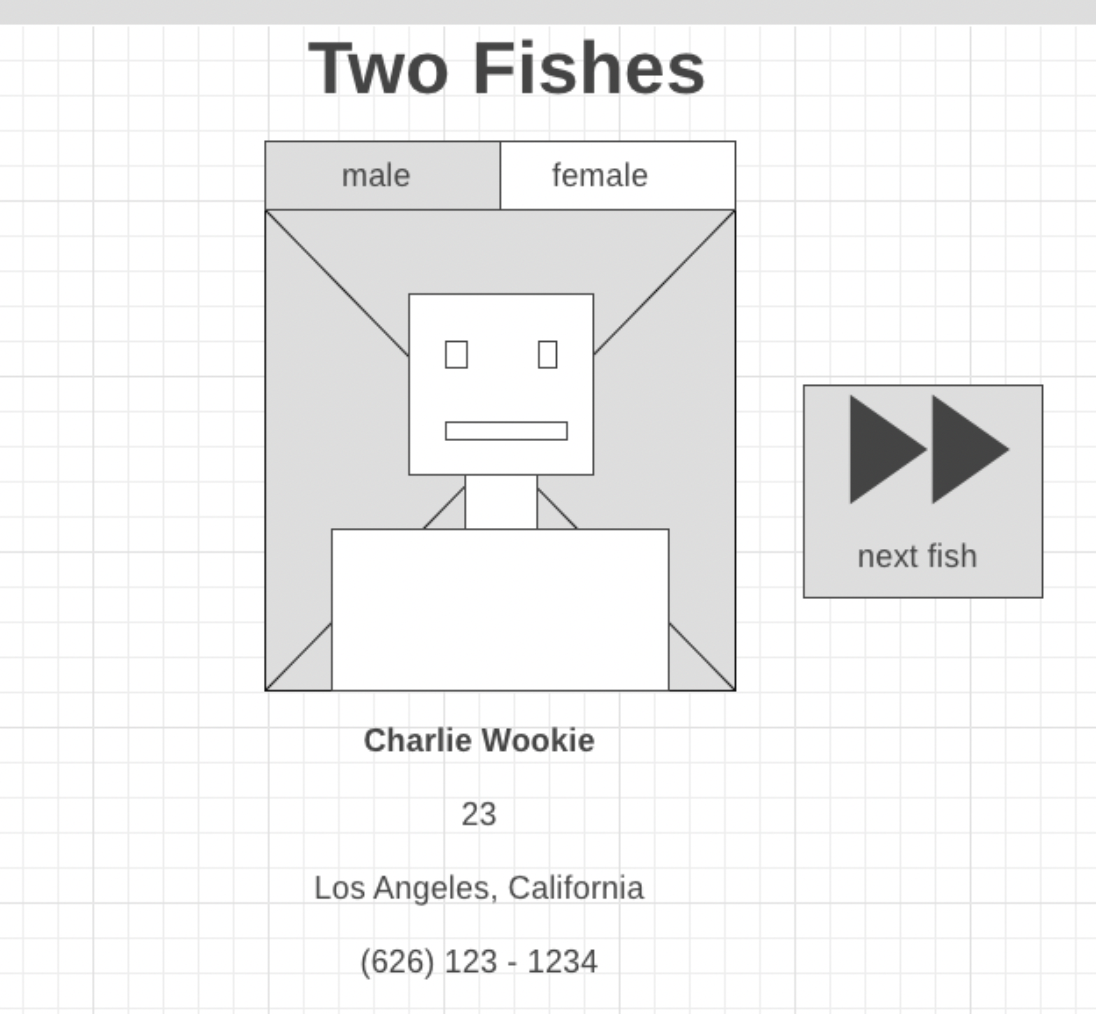 Two Fishes
male female
next fish
Charlie Wookie
23
Los Angeles, California
(626) 123 - 1234